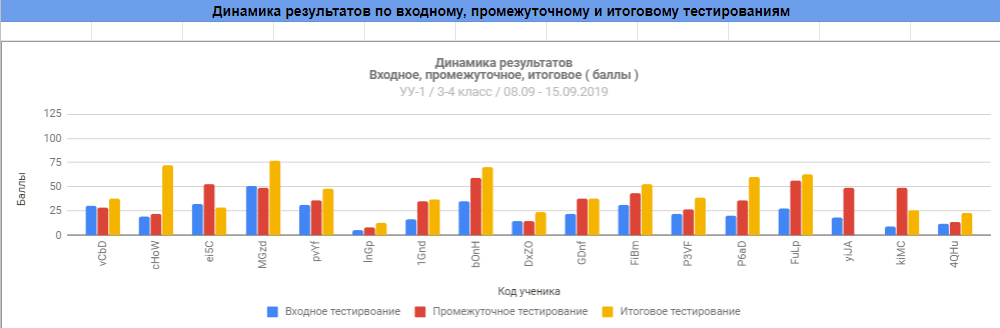 Динамика результатов по входному, промежуточному и итоговому тестированиям
Динамика результатов
Входное, промежуточное, итоговое ( баллы )
УУ-1 / 3-4 класс / 08.09 - 15.09.2019
125
100
75
50
25
0
Баллы
vCbD
cHoW
ei5C
MGzd
pvYf
InGp
1Gnd
bOnH
DxZO
GDnf
FIBm
P3VF
P6aD
FuLp
yiJA
kiMC
4QHu
Код ученика
Входное тестирвоание
Промежуточное тестирование
Итоговое тестирование